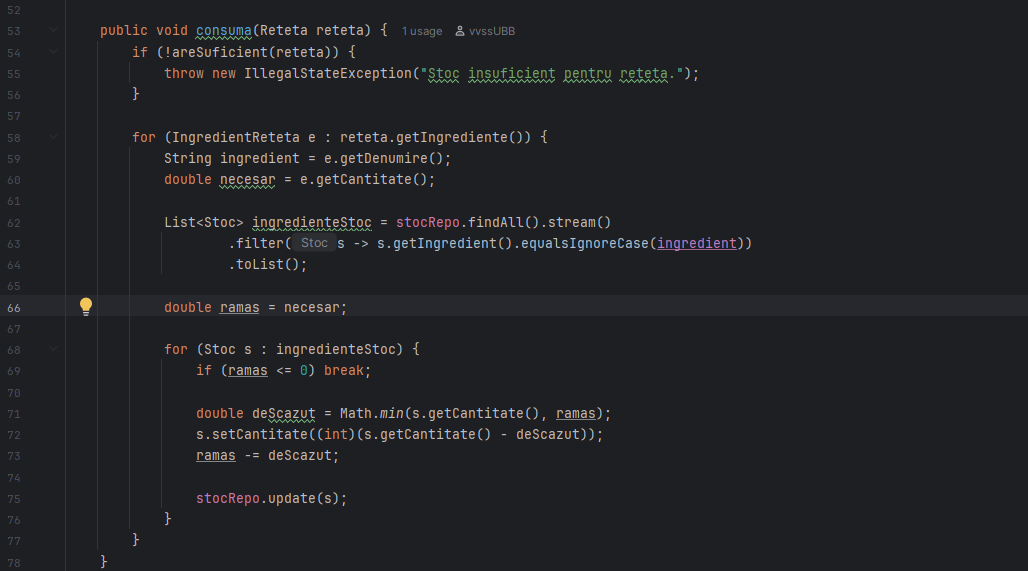 52
53 public void consuma(Reteta reteta) { 1 usage vvssUBB
54 if (!areSuficient(reteta)) {
55 throw new IllegalStateException("Stoc insuficient pentru reteta.");
56 }
57
58 for (IngredientReteta e : reteta.getIngrediente()) {
59 String ingredient = e.getDenumire();
60 double necesar = e.getCantitate();
61
62 List<Stoc> ingredienteStoc = stocRepo.findAll().stream()
63 .filter( Stoc s -> s.getIngredient().equalsIgnoreCase(ingredient))
64 .toList();
65
66 double ramas = necesar;
67
68 for (Stoc s : ingredienteStoc) {
69 if (ramas <= 0) break;
70
71 double deScazut = Math.min(s.getCantitate(), ramas);
72 s.setCantitate((int)(s.getCantitate() - deScazut));
73 ramas -= deScazut;
74
75 stocRepo.update(s);
76 }
77 }
78 }